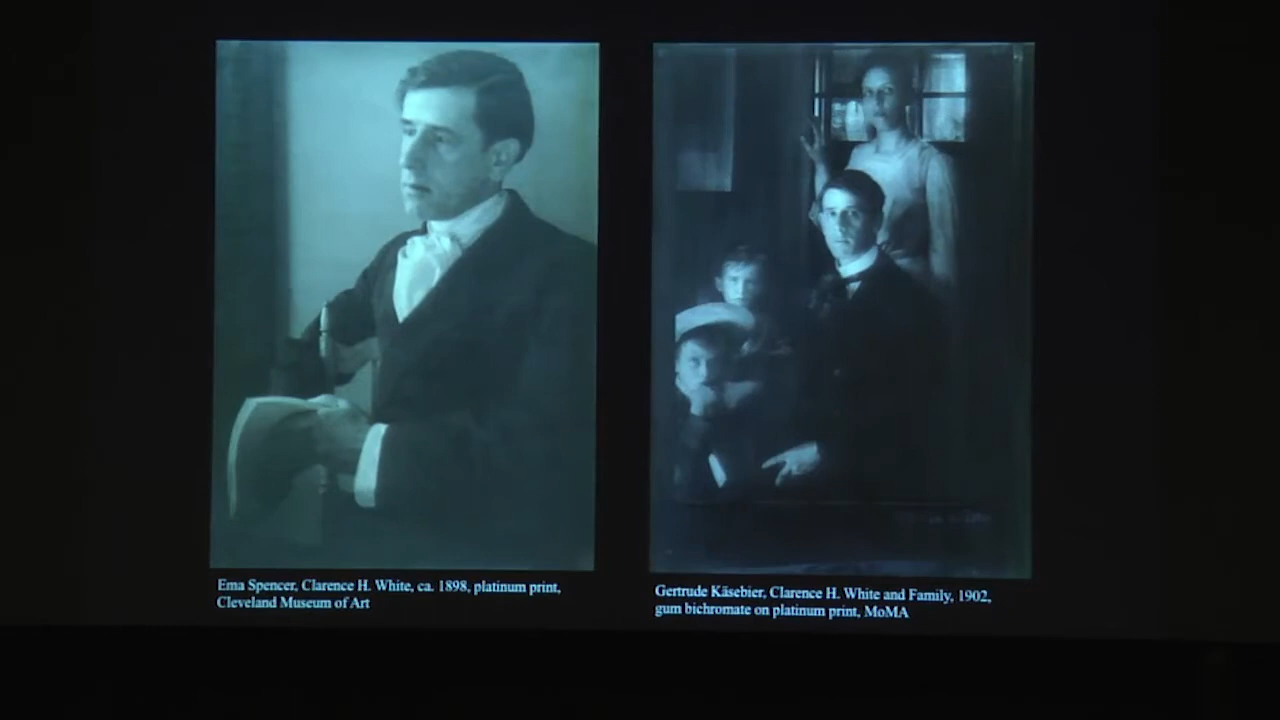 Ema Spencer, Clarence H. White, ca. 1898, platinum print,
Cleveland Museum of Art
Gertrude Käsebier, Clarence H. White and Family, 1902,
gum bichromate on platinum print, MoMA